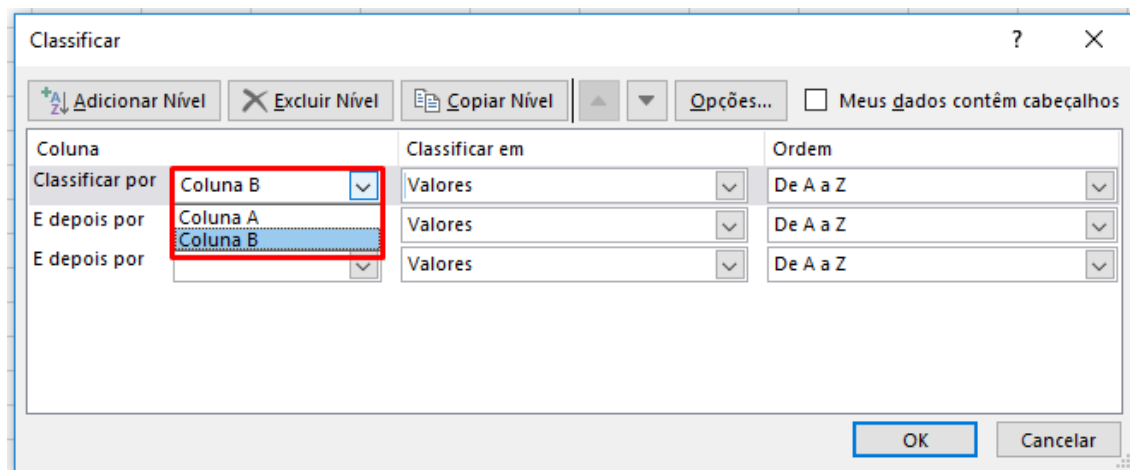 Classificar ?
Adicionar Nível Excluir Nível Copiar Nível Opções... Meus dados contêm cabeçalhos
Coluna Classificar em Ordem
Classificar por Coluna B Valores De A a Z
E depois por Coluna A Valores De A a Z
Coluna B
E depois por Valores De A a Z
OK Cancelar